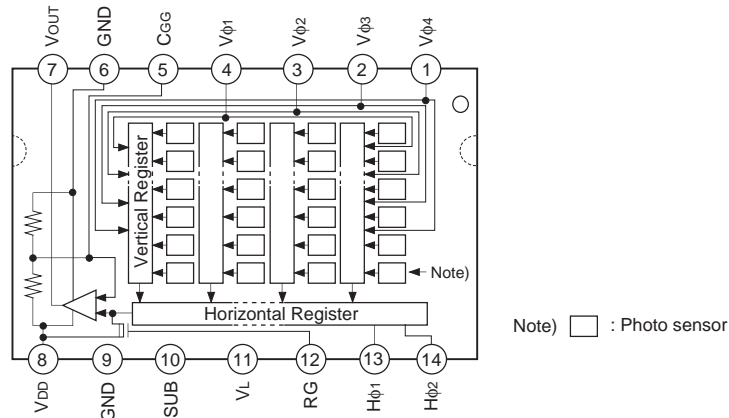 VOUT GND CGG Vφ1 Vφ2 Vφ3 Vφ4
7 6 5 4 3 2 1
Vertical Register
Note)
Horizontal Register
Note) : Photo sensor
8 9 10 11 12 13 14
VDD GND SUB VL RG Hφ1 Hφ2